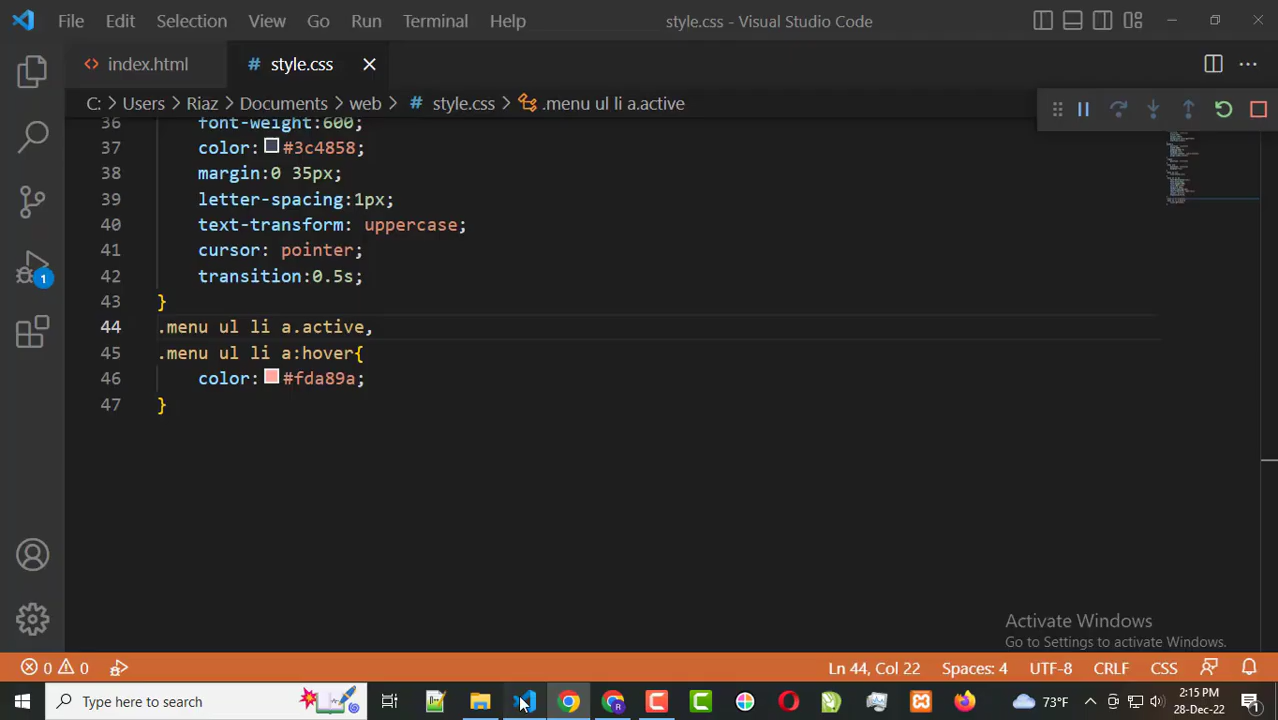 File Edit Selection View Go Run Terminal Help style.css - Visual Studio Code
index.html # style.css
C: > Users > Riaz > Documents > web > # style.css > .menu ul li a.active
36 font-weight:600;
37 color: #3c4858;
38 margin:0 35px;
39 letter-spacing:1px;
40 text-transform: uppercase;
41 cursor: pointer;
42 transition:0.5s;
43 }
44 .menu ul li a.active,
45 .menu ul li a:hover{
46 color: #fda89a;
47 }
1
Activate Windows
Go to Settings to activate Windows.
0 0 Ln 44, Col 22 Spaces: 4 UTF-8 CRLF CSS
Type here to search 73°F 2:15 PM
28-Dec-22 1